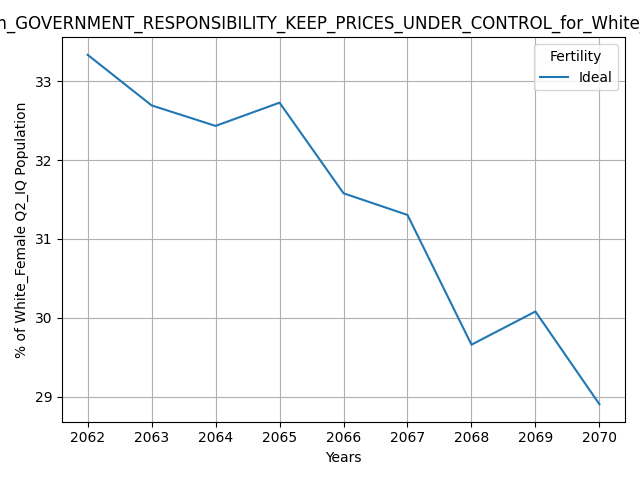 GOVERNMENT_RESPONSIBILITY_KEEP_PRICES_UNDER_CONTROL_for_White_
Fertility
Ideal
33
32
31
30
29
% of White_Female Q2_IQ Population
2062 2063 2064 2065 2066 2067 2068 2069 2070
Years